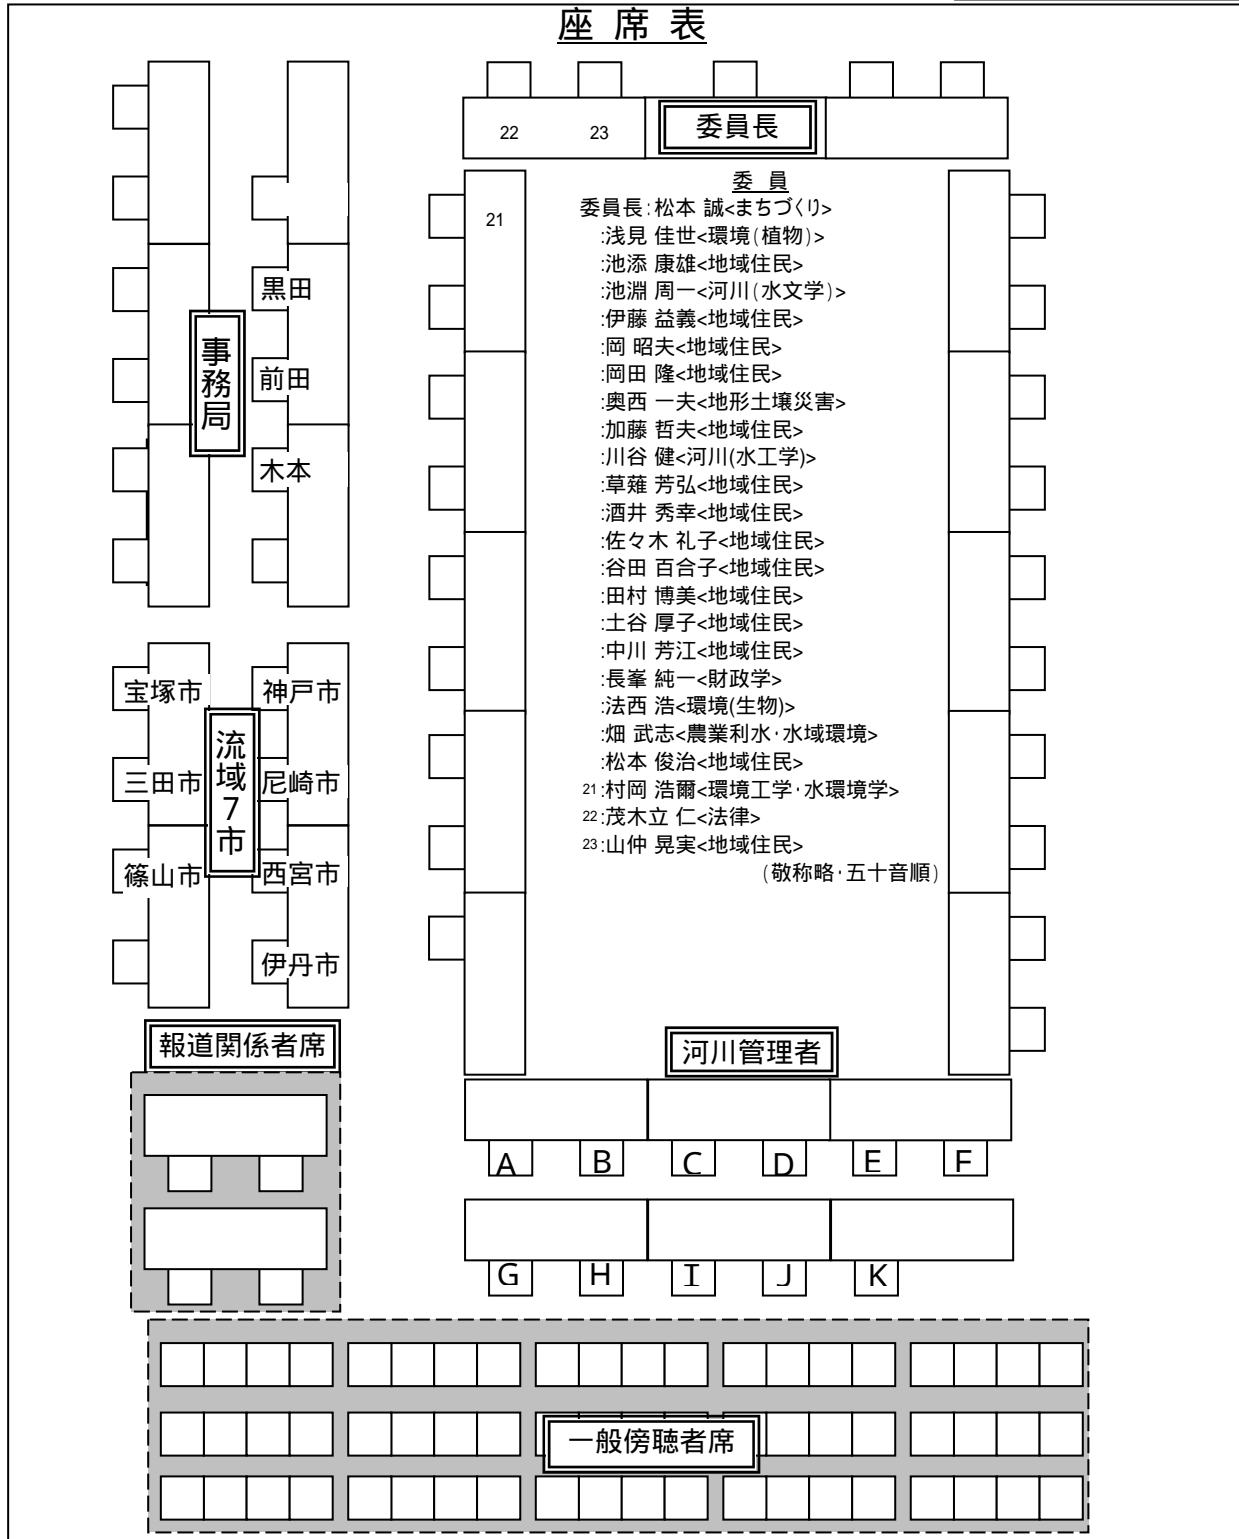 座席表
22
23
委員長
21
委員
委員長:松本 誠<まちづくり>
:浅見 佳世<環境(植物)>
:池添 康雄<地域住民>
:池淵 周一<河川(水文学)>
:伊藤 益義<地域住民>
:岡 昭夫<地域住民>
:岡田 隆<地域住民>
:奥西 一夫<地形土壌災害>
:加藤 哲夫<地域住民>
:川谷 健<河川(水工学)>
:草薙 芳弘<地域住民>
:酒井 秀幸<地域住民>
:佐々木 礼子<地域住民>
:谷田 百合子<地域住民>
:田村 博美<地域住民>
:土谷 厚子<地域住民>
:中川 芳江<地域住民>
:長峯 純一<財政学>
:法西 浩<環境(生物)>
:畑 武志<農業利水・水域環境>
:松本 俊治<地域住民>
21:村岡 浩爾<環境工学・水環境学>
22:茂木立 仁<法律>
23:山仲 晃実<地域住民>
(敬称略・五十音順)
事務局
黒田
前田
木本
流域7市
宝塚市
神戸市
三田市
尼崎市
篠山市
西宮市
伊丹市
報道関係者席
河川管理者
A B C D E F
G H I J K
一般傍聴者席